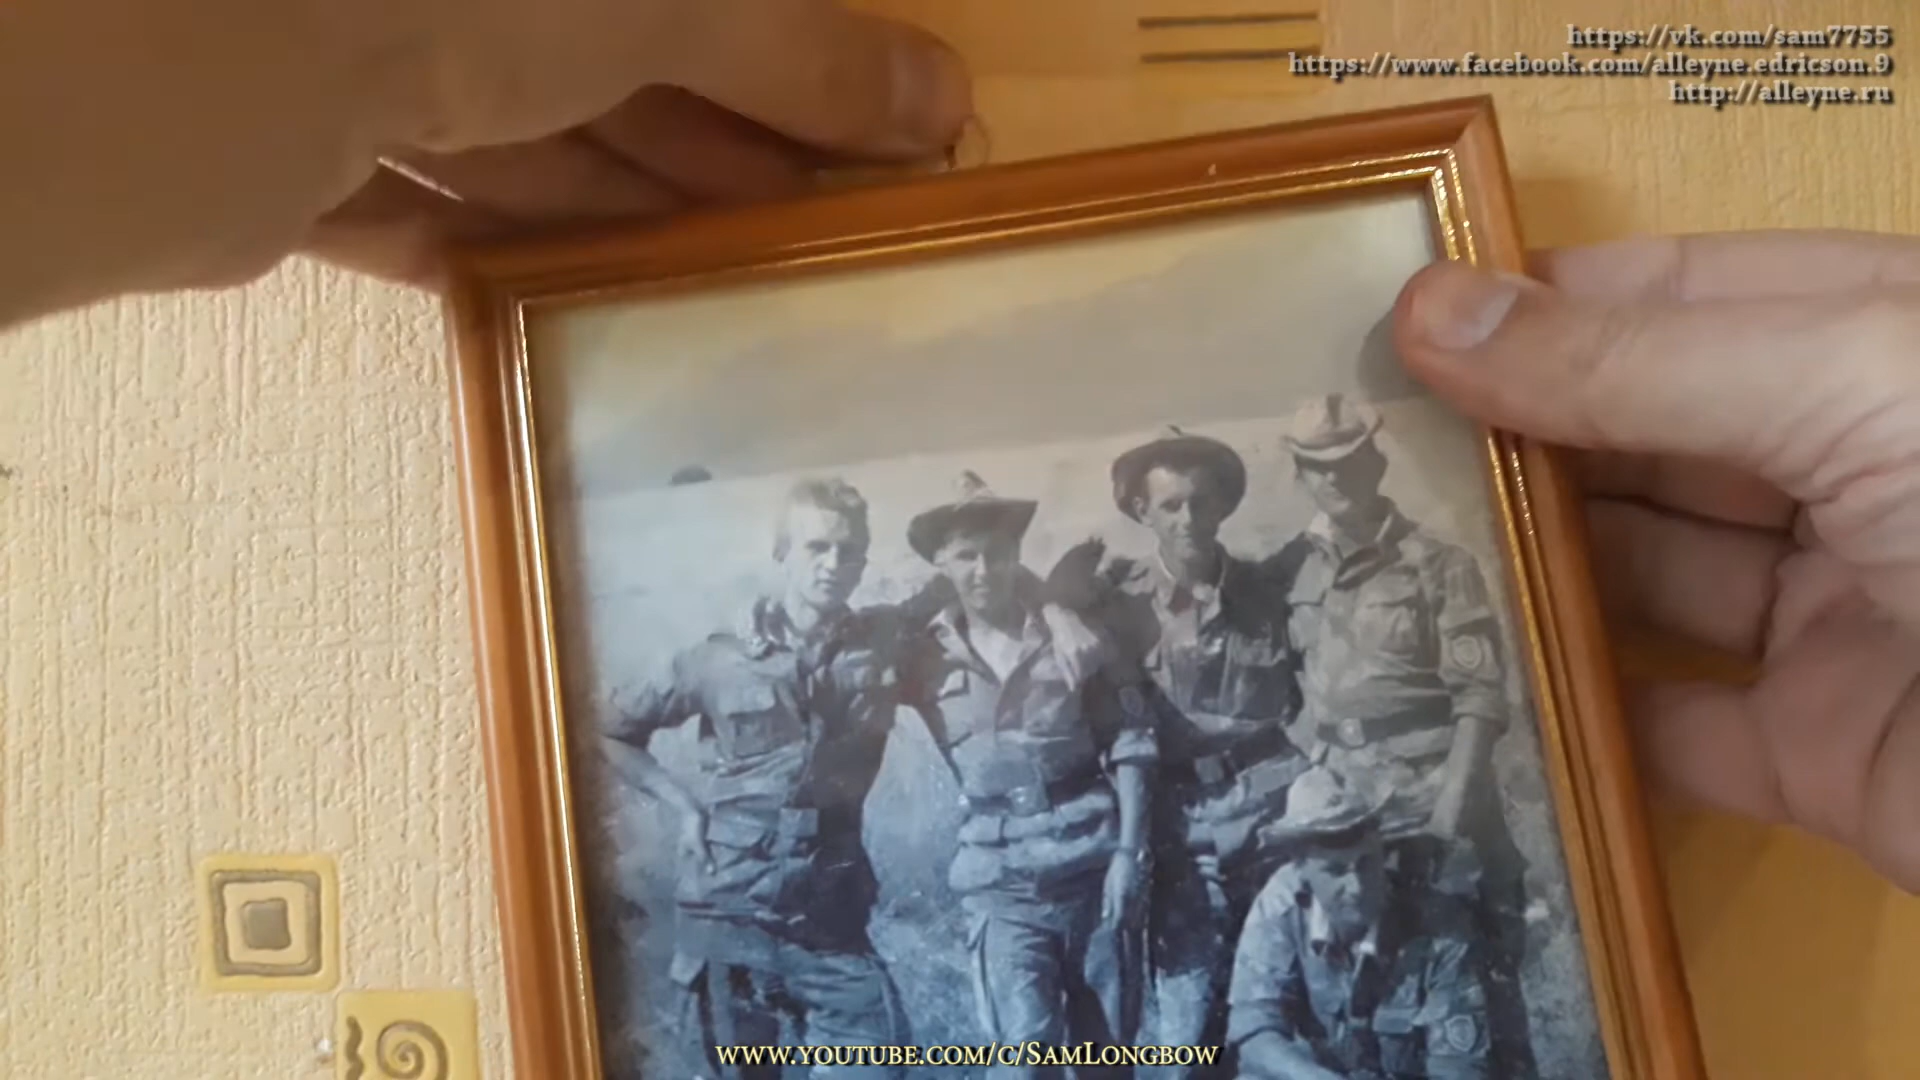 https://vk.com/sam7755
https://www.facebook.com/alleyne.edricson.9
http://alleyne.ru
www.youtube.com/c/SamLongbow